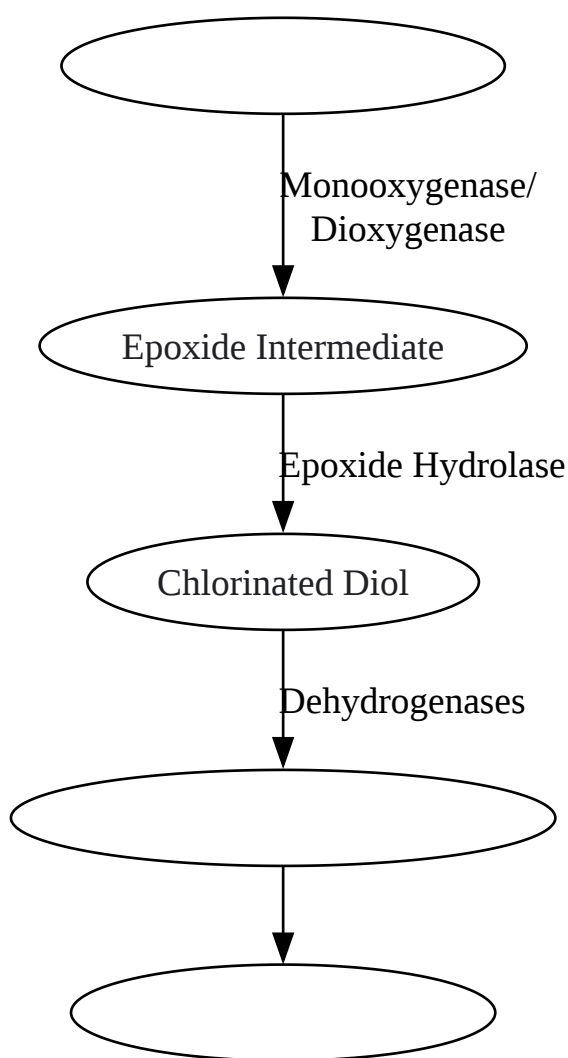 Monooxygenase/
Dioxygenase
Epoxide Intermediate
Epoxide Hydrolase
Chlorinated Diol
Dehydrogenases